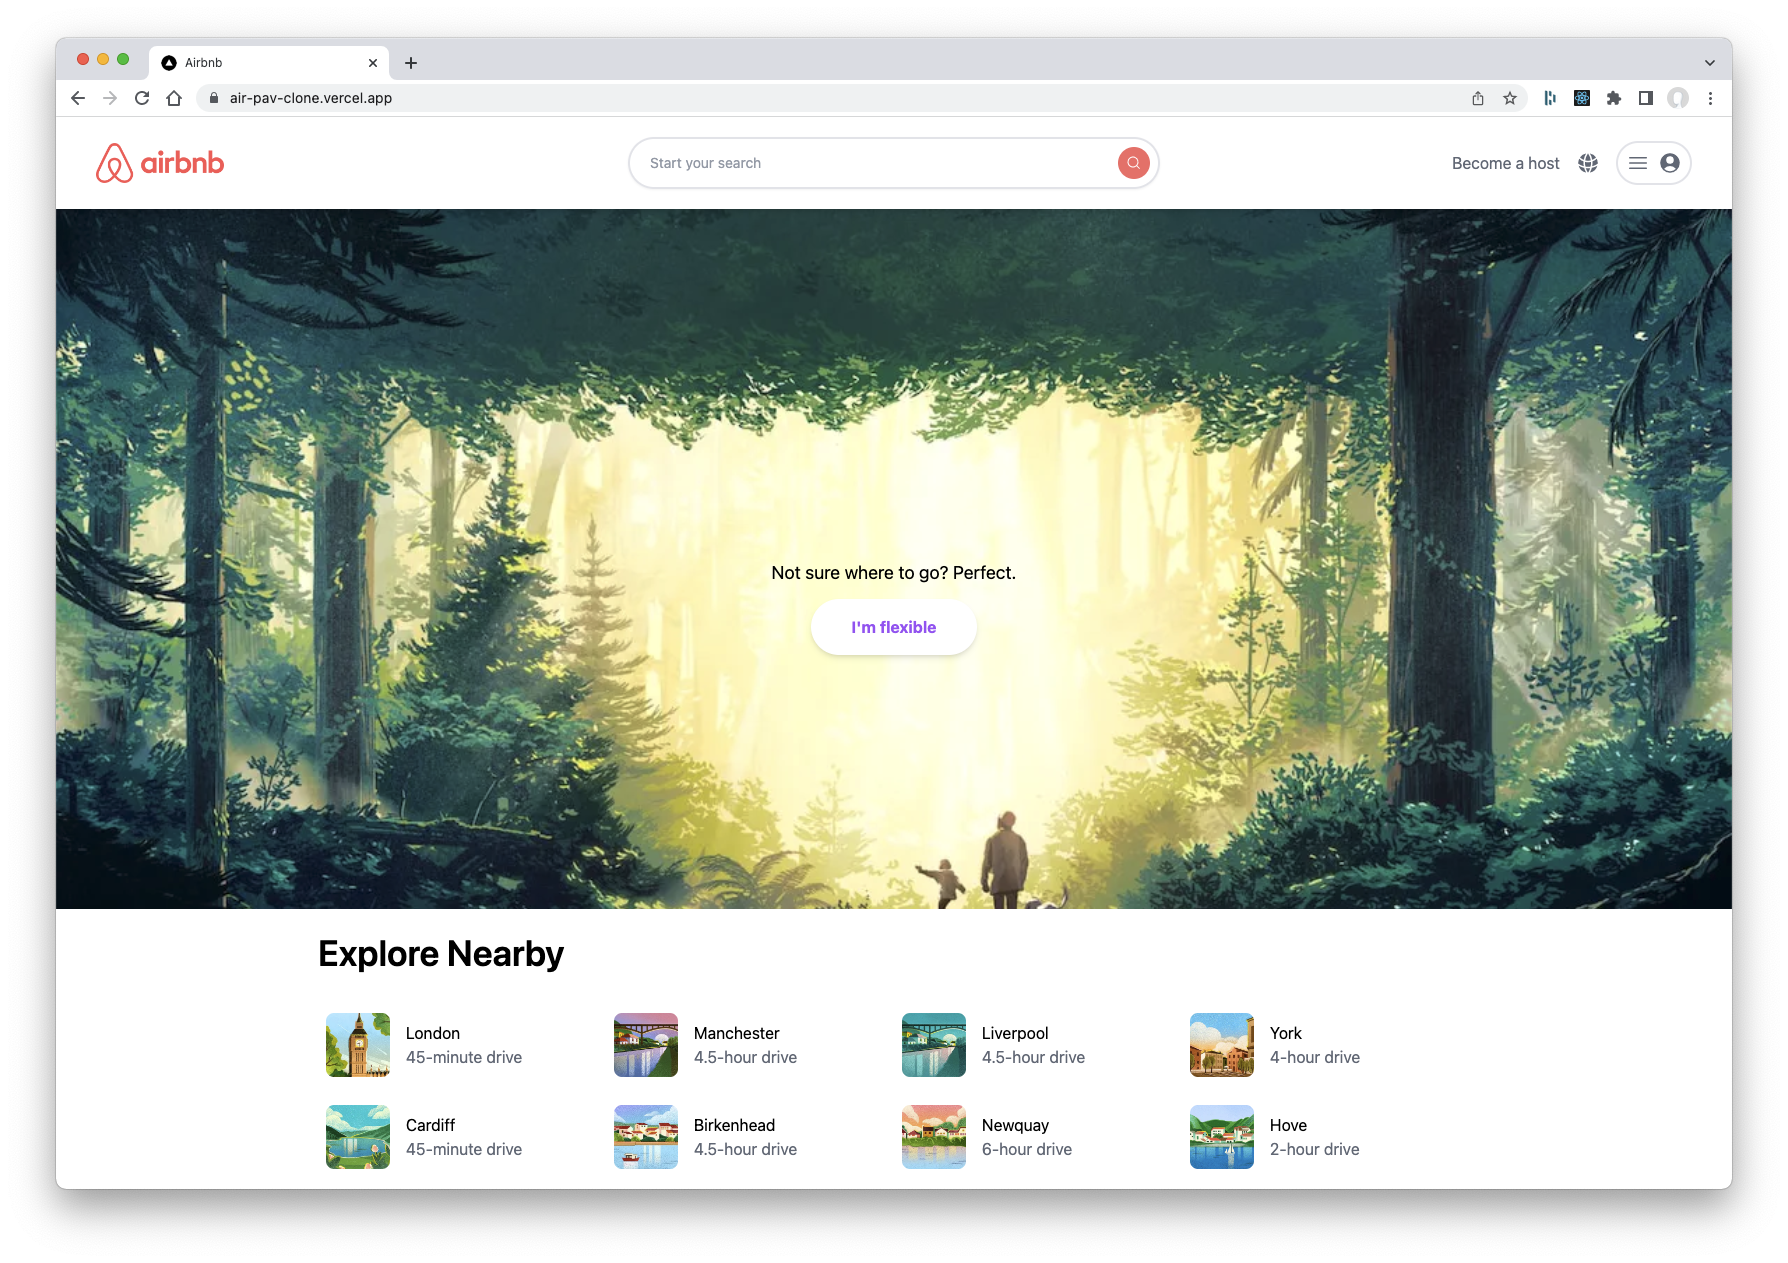 Airbnb
air-pav-clone.vercel.app
airbnb
Start your search
Become a host
Not sure where to go? Perfect.
I'm flexible
Explore Nearby
London
45-minute drive
Manchester
4.5-hour drive
Liverpool
4.5-hour drive
York
4-hour drive
Cardiff
45-minute drive
Birkenhead
4.5-hour drive
Newquay
6-hour drive
Hove
2-hour drive